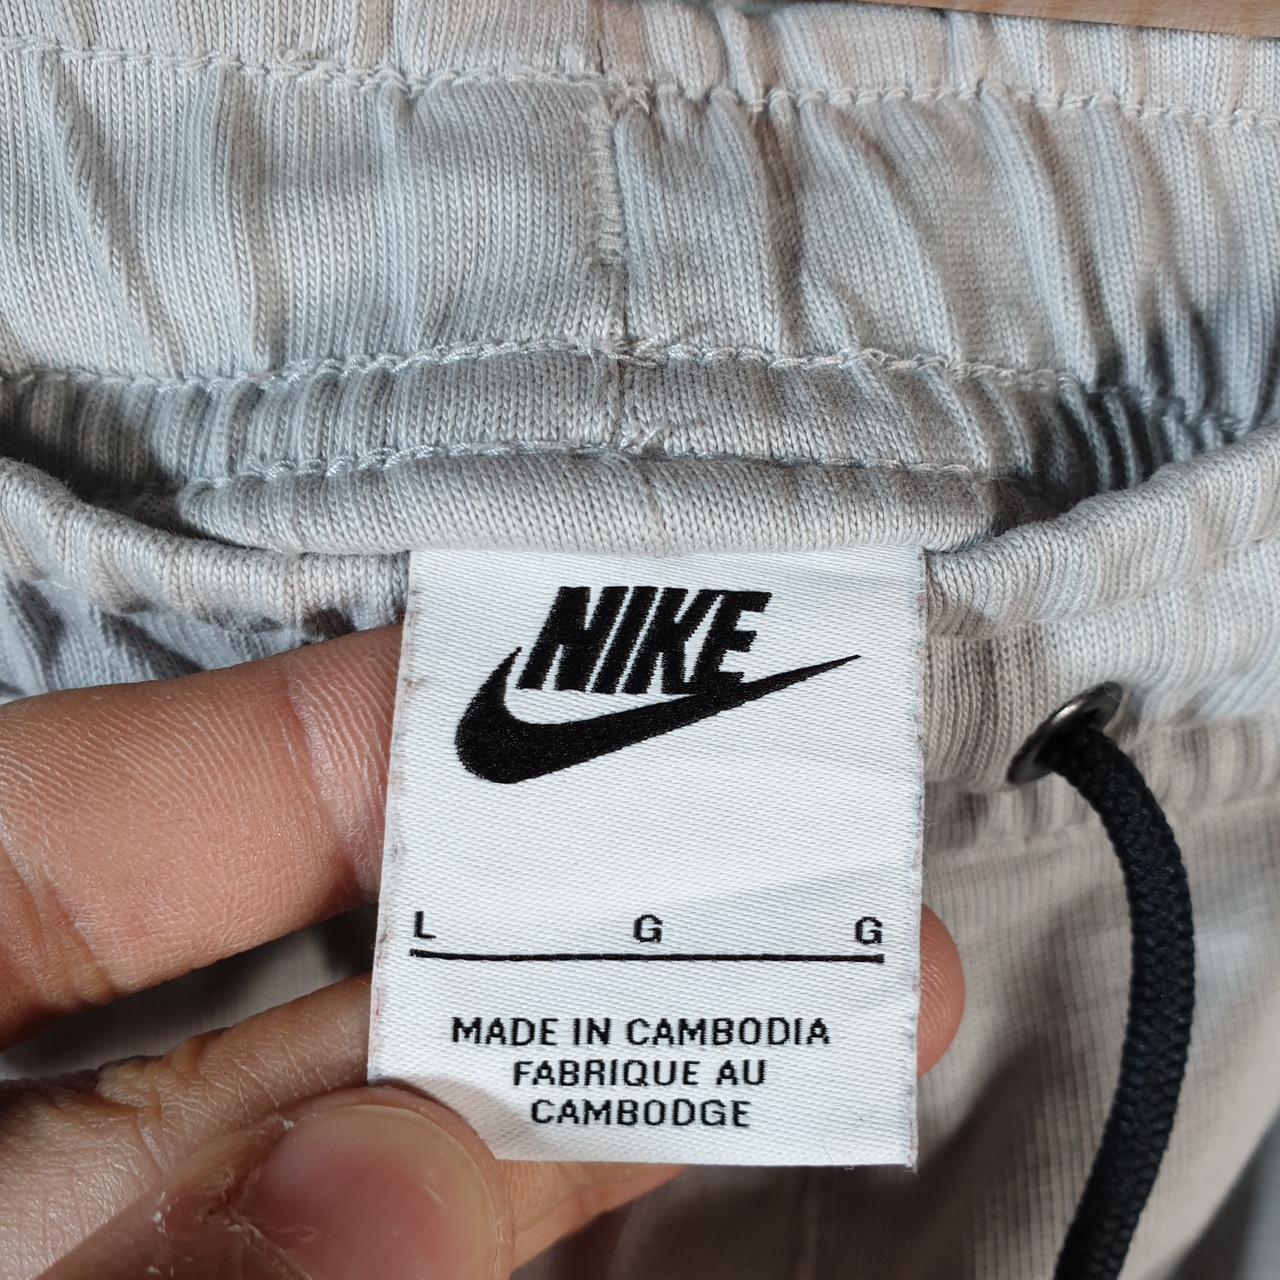 NIKE
L G G
MADE IN CAMBODIA
FABRIQUE AU
CAMBODGE